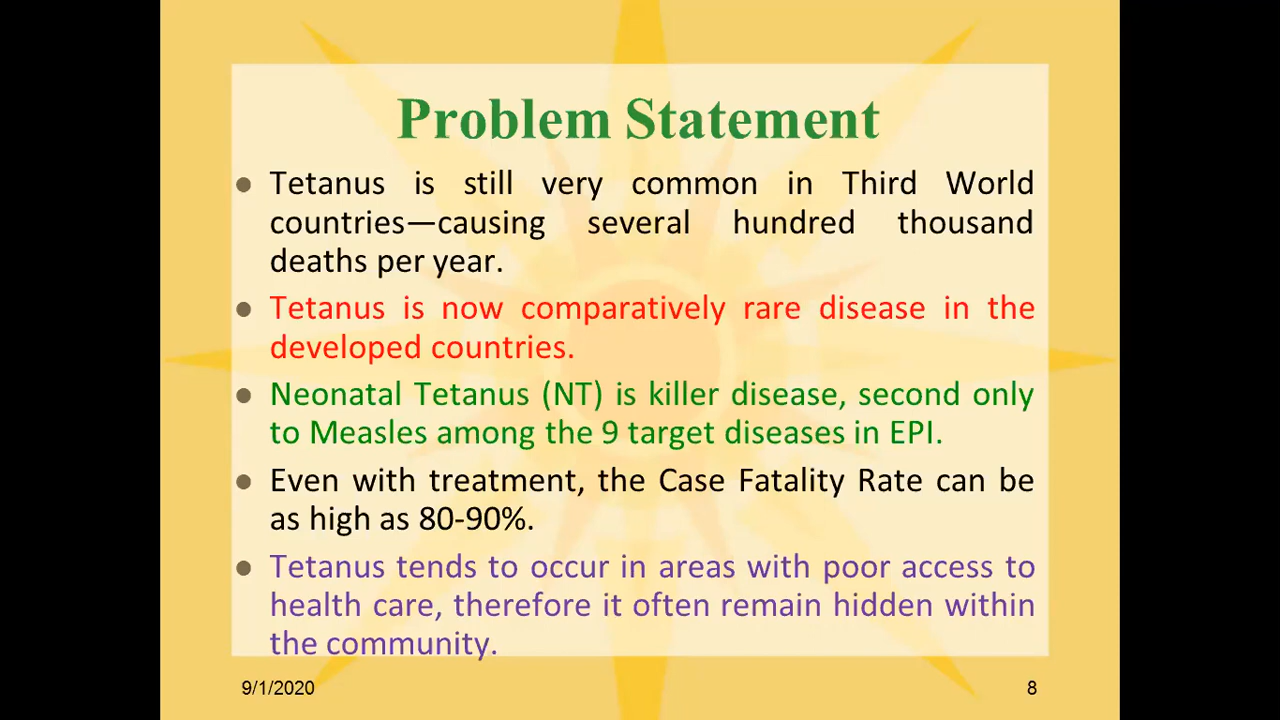 Problem Statement
● Tetanus is still very common in Third World
countries—causing several hundred thousand
deaths per year.
● Tetanus is now comparatively rare disease in the
developed countries.
● Neonatal Tetanus (NT) is killer disease, second only
to Measles among the 9 target diseases in EPI.
● Even with treatment, the Case Fatality Rate can be
as high as 80-90%.
● Tetanus tends to occur in areas with poor access to
health care, therefore it often remain hidden within
the community.
9/1/2020
8